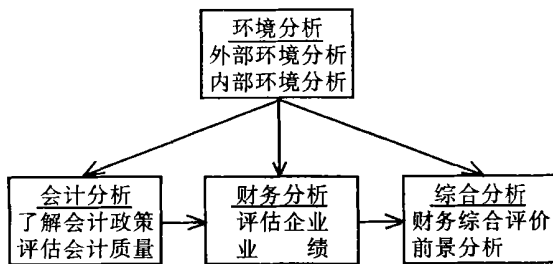 环境分析
外部环境分析
内部环境分析
会计分析
了解会计政策
评估会计质量
财务分析
评估企业
业 绩
综合分析
财务综合评价
前景分析